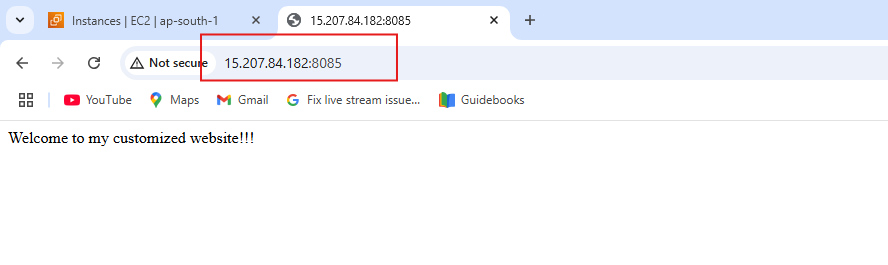 Instances | EC2 | ap-south-1
15.207.84.182:8085
Not secure
15.207.84.182:8085
YouTube
Maps
Gmail
Fix live stream issue...
Guidebooks
Welcome to my customized website!!!